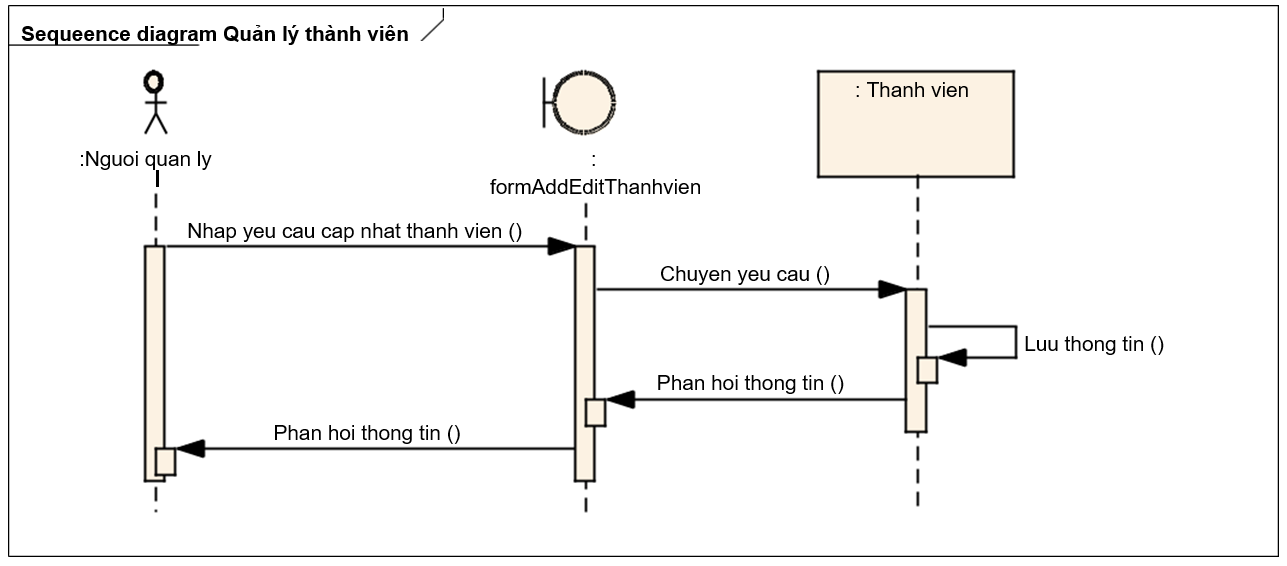 Sequeence diagram Quản lý thành viên
: Thanh vien
:Nguoi quan ly
:
formAddEditThanhvien
Nhap yeu cau cap nhat thanh vien ()
Chuyen yeu cau ()
Luu thong tin ()
Phan hoi thong tin ()
Phan hoi thong tin ()